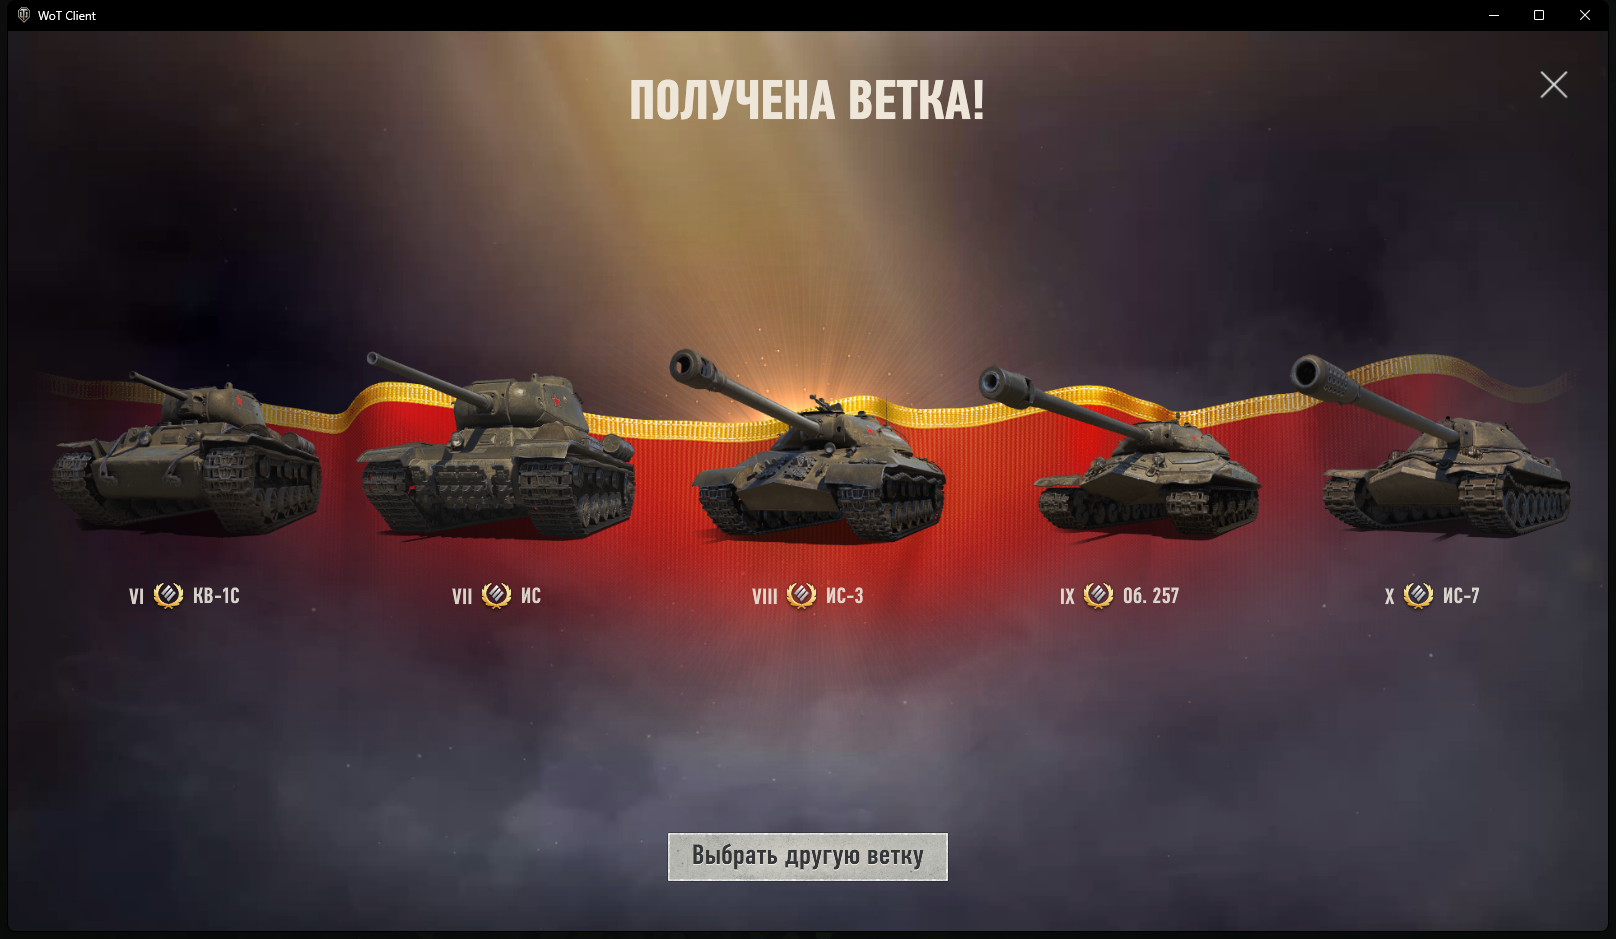 WoT Client
ПОЛУЧЕНА ВЕТКА!
VI КВ-1С
VII ИС
VIII ИС-3
IX Об. 257
X ИС-7
Выбрать другую ветку